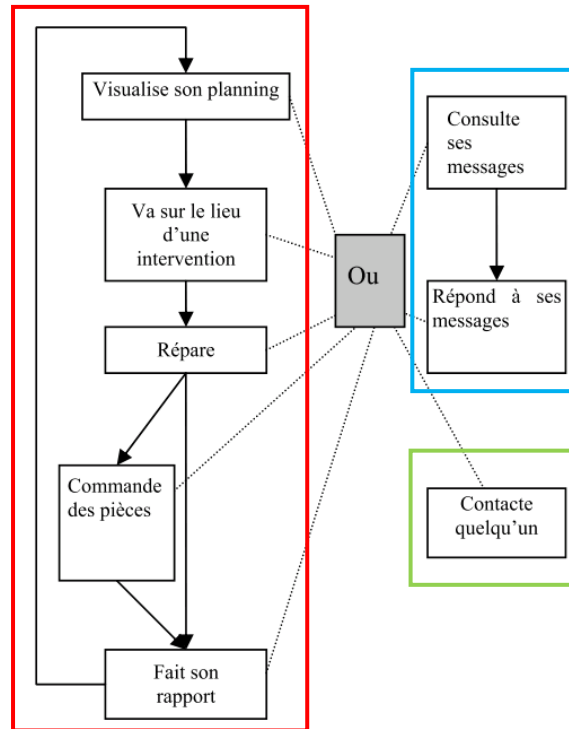 Visualise son planning
Va sur le lieu
d'une
intervention
Répare
Commande
des pièces
Fait son
rapport
Ou
Consulte
ses
messages
Répond à ses
messages
Contacte
quelqu'un